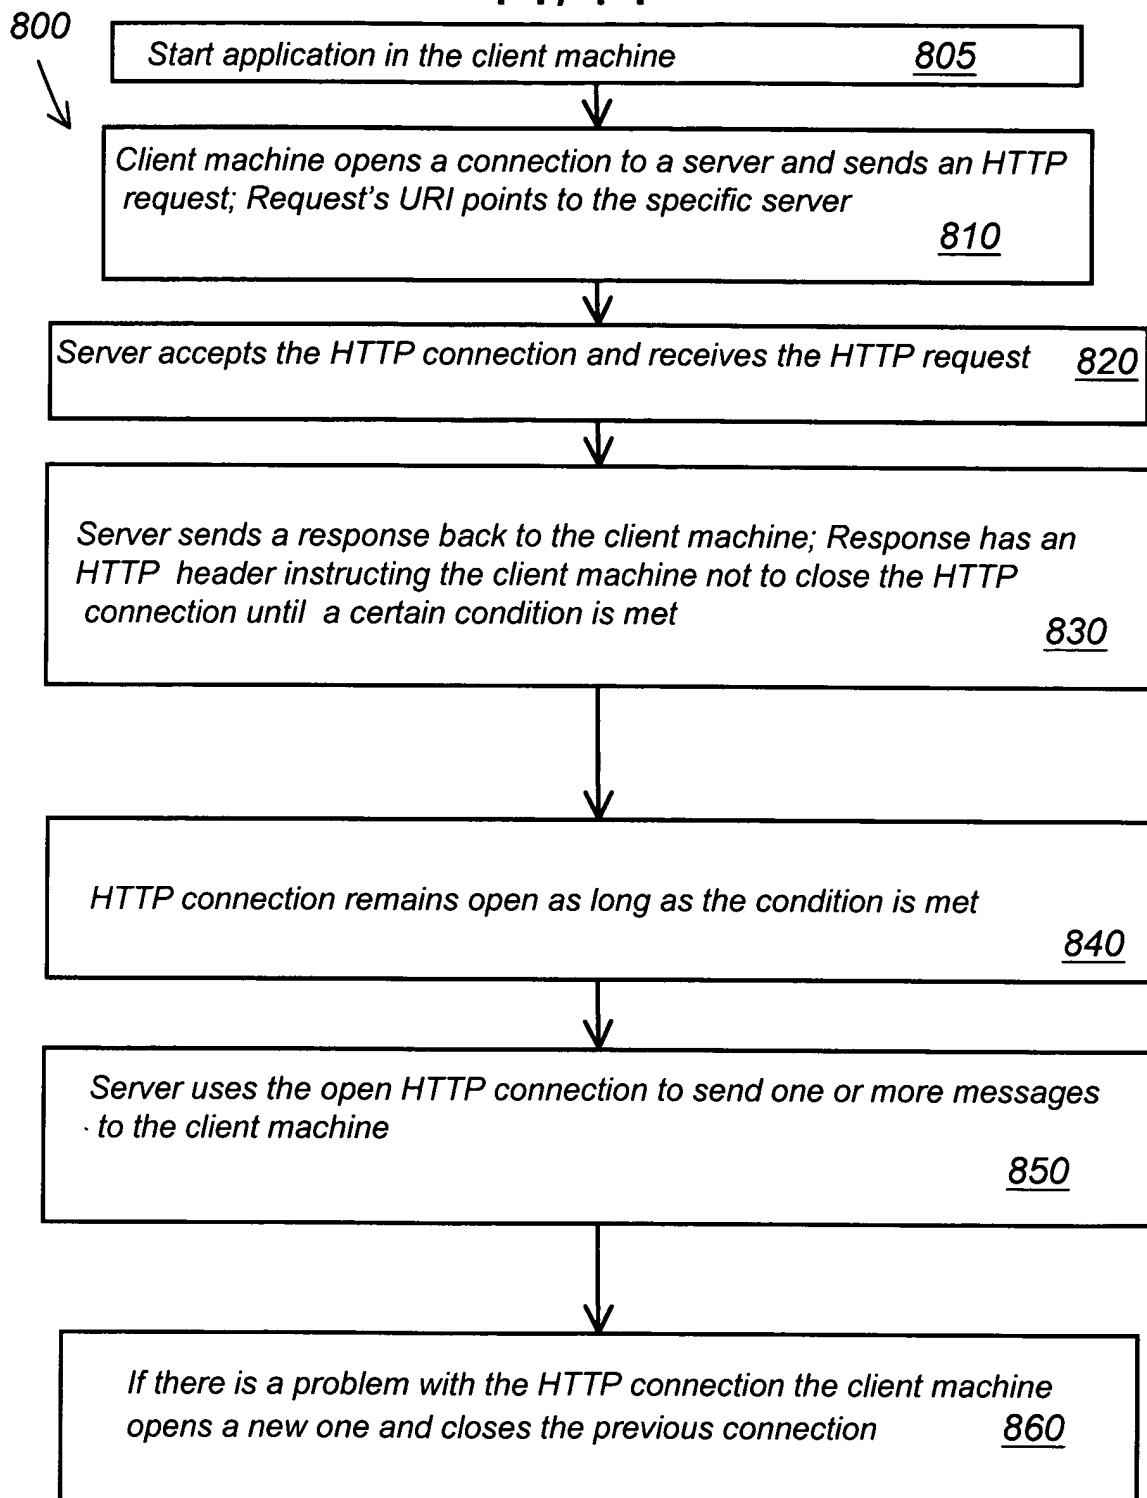 800
Start application in the client machine 805
Client machine opens a connection to a server and sends an HTTP
request; Request's URI points to the specific server
810
Server accepts the HTTP connection and receives the HTTP request 820
Server sends a response back to the client machine; Response has an
HTTP header instructing the client machine not to close the HTTP
connection until a certain condition is met
830
HTTP connection remains open as long as the condition is met
840
Server uses the open HTTP connection to send one or more messages
to the client machine
850
If there is a problem with the HTTP connection the client machine
opens a new one and closes the previous connection 860